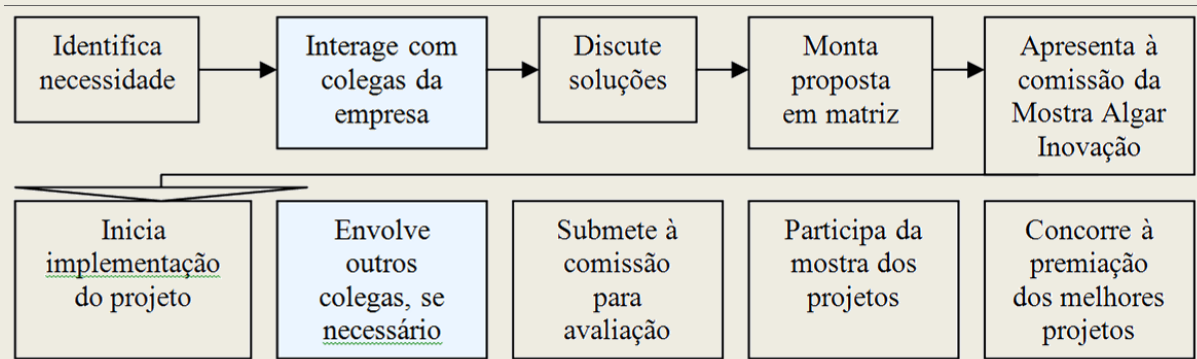 Identifica
necessidade
Interage com
colegas da
empresa
Discute
soluções
Monta
proposta
em matriz
Apresenta à
comissão da
Mostra Algar
Inovação
Inicia
implementação
do projeto
Envolve
outros
colegas, se
necessário
Submete à
comissão
para
avaliação
Participa da
mostra dos
projetos
Concorre à
premiação
dos melhores
projetos